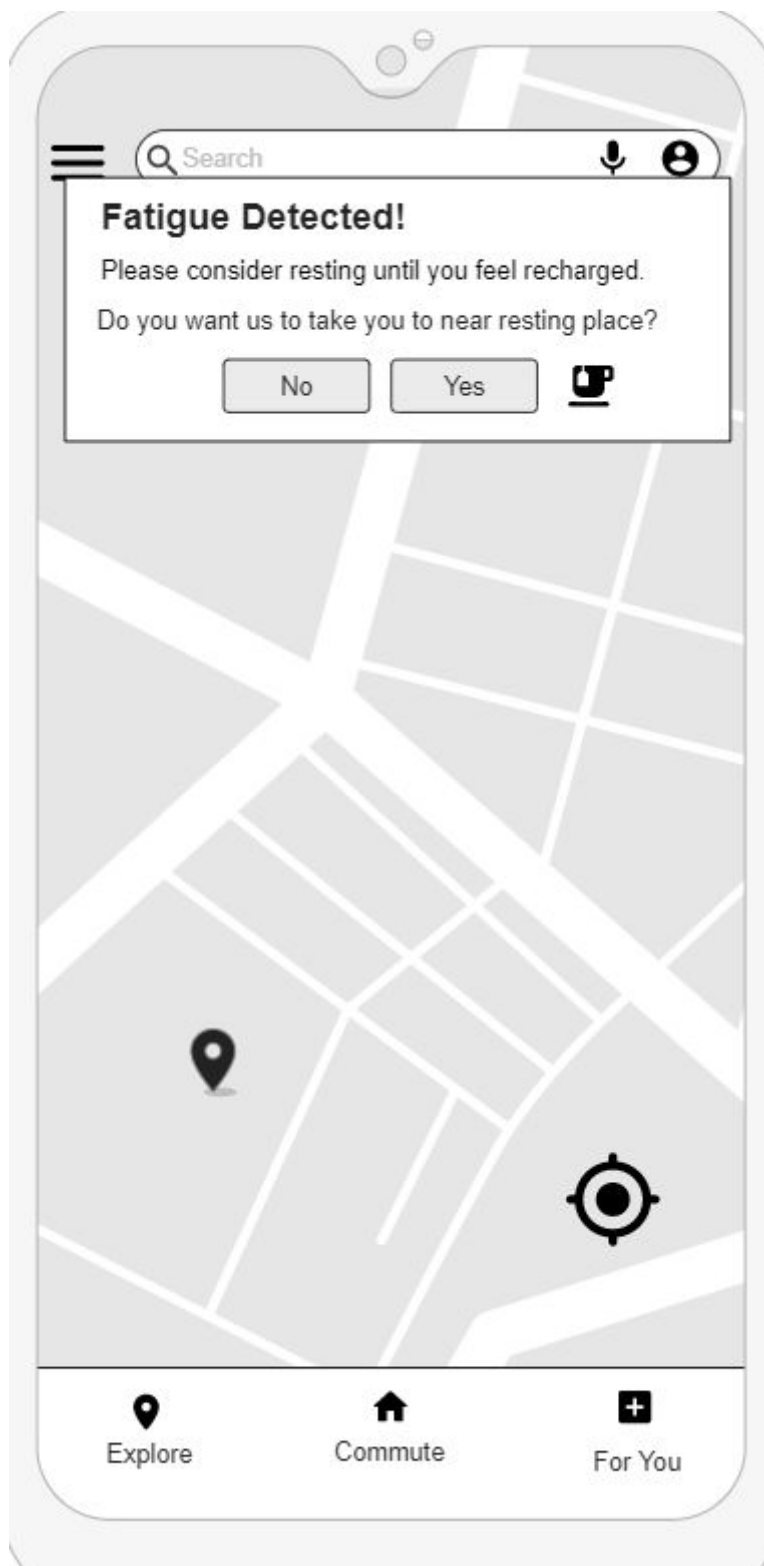 Search
Fatigue Detected!
Please consider resting until you feel recharged.
Do you want us to take you to near resting place?
No Yes
Explore Commute For You